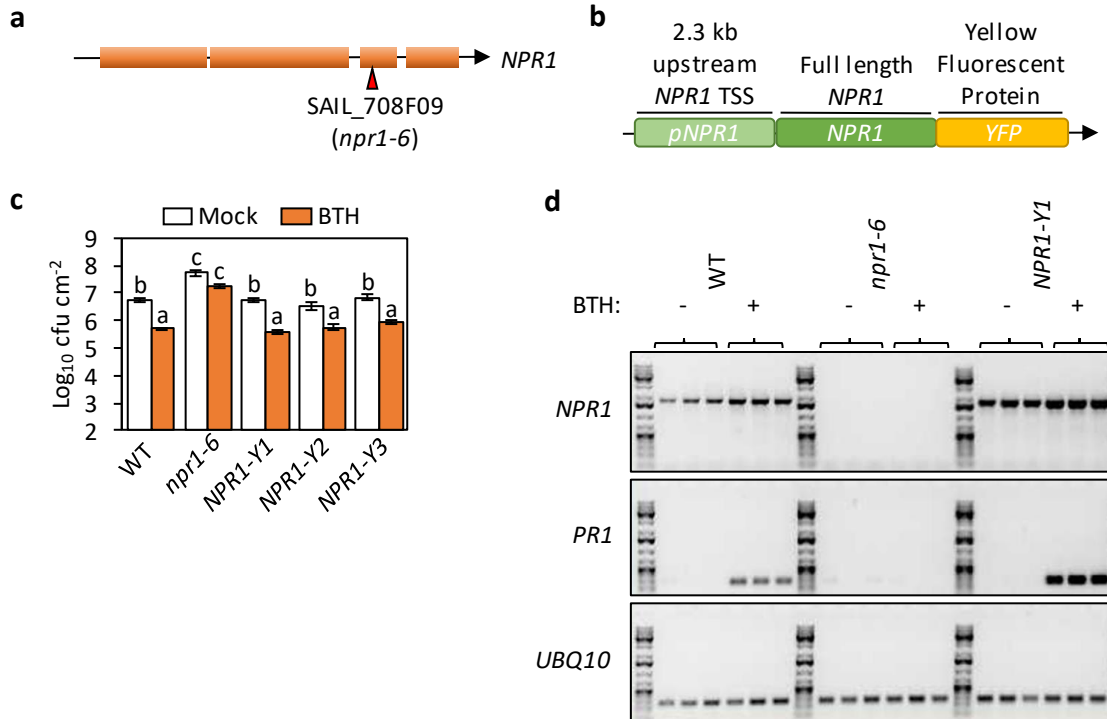 a
NPR1
SAIL_708F09
(npr1-6)
b
2.3 kb
upstream
NPR1 TSS
Full length
NPR1
Yellow
Fluorescent
Protein
pNPR1
NPR1
YFP
c
Mock
BTH
Log10 cfu cm-2
9
8
7
6
5
4
3
2
b
a
c
c
b
a
b
a
b
a
WT
npr1-6
NPR1-Y1
NPR1-Y2
NPR1-Y3
d
WT
npr1-6
NPR1-Y1
BTH: - + - + - +
NPR1
PR1
UBQ10